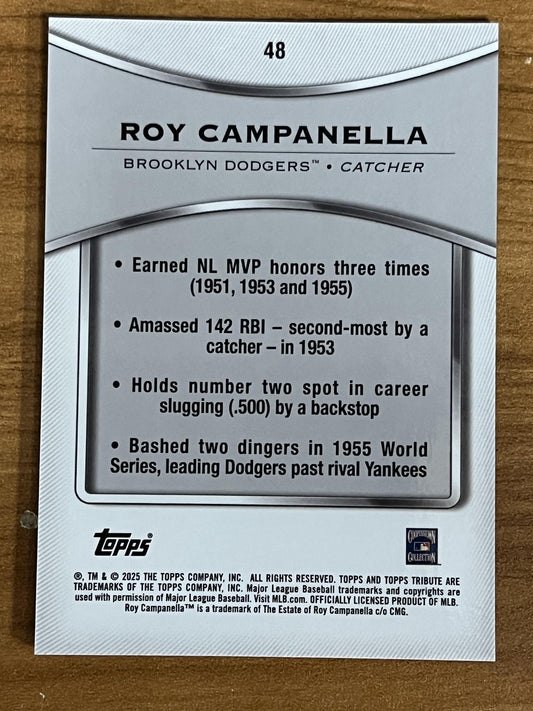 48
ROY CAMPANELLA
BROOKLYN DODGERS™ • CATCHER
• Earned NL MVP honors three times
(1951, 1953 and 1955)
• Amassed 142 RBI – second-most by a
catcher – in 1953
• Holds number two spot in career
slugging (.500) by a backstop
• Bashed two dingers in 1955 World
Series, leading Dodgers past rival Yankees
topps®
COOPERSTOWN
COLLECTION
®, TM & © 2025 THE TOPPS COMPANY, INC. ALL RIGHTS RESERVED. TOPPS AND TOPPS TRIBUTE ARE
TRADEMARKS OF THE TOPPS COMPANY, INC. Major League Baseball trademarks and copyrights are
used with permission of Major League Baseball. Visit MLB.com. OFFICIALLY LICENSED PRODUCT OF MLB.
Roy Campanella™ is a trademark of The Estate of Roy Campanella c/o CMG.